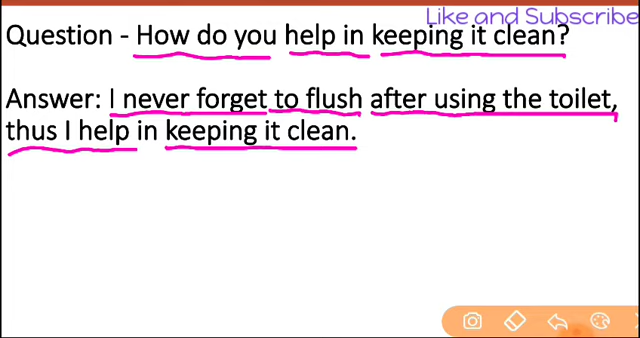 Like and Subscribe
Question - How do you help in keeping it clean?
Answer: I never forget to flush after using the toilet,
thus I help in keeping it clean.